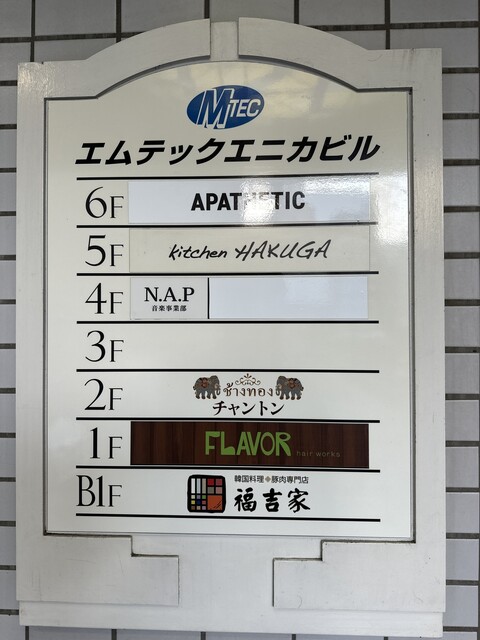 MTEC
エムテックエニカビル
6F APATHETIC
5F kitchen HAKUGA
4F N.A.P
音楽事業部
3F
2F ช้างทอง
チャントン
1F FLAVOR hair works
B1F 韓国料理◆豚肉専門店
福吉家